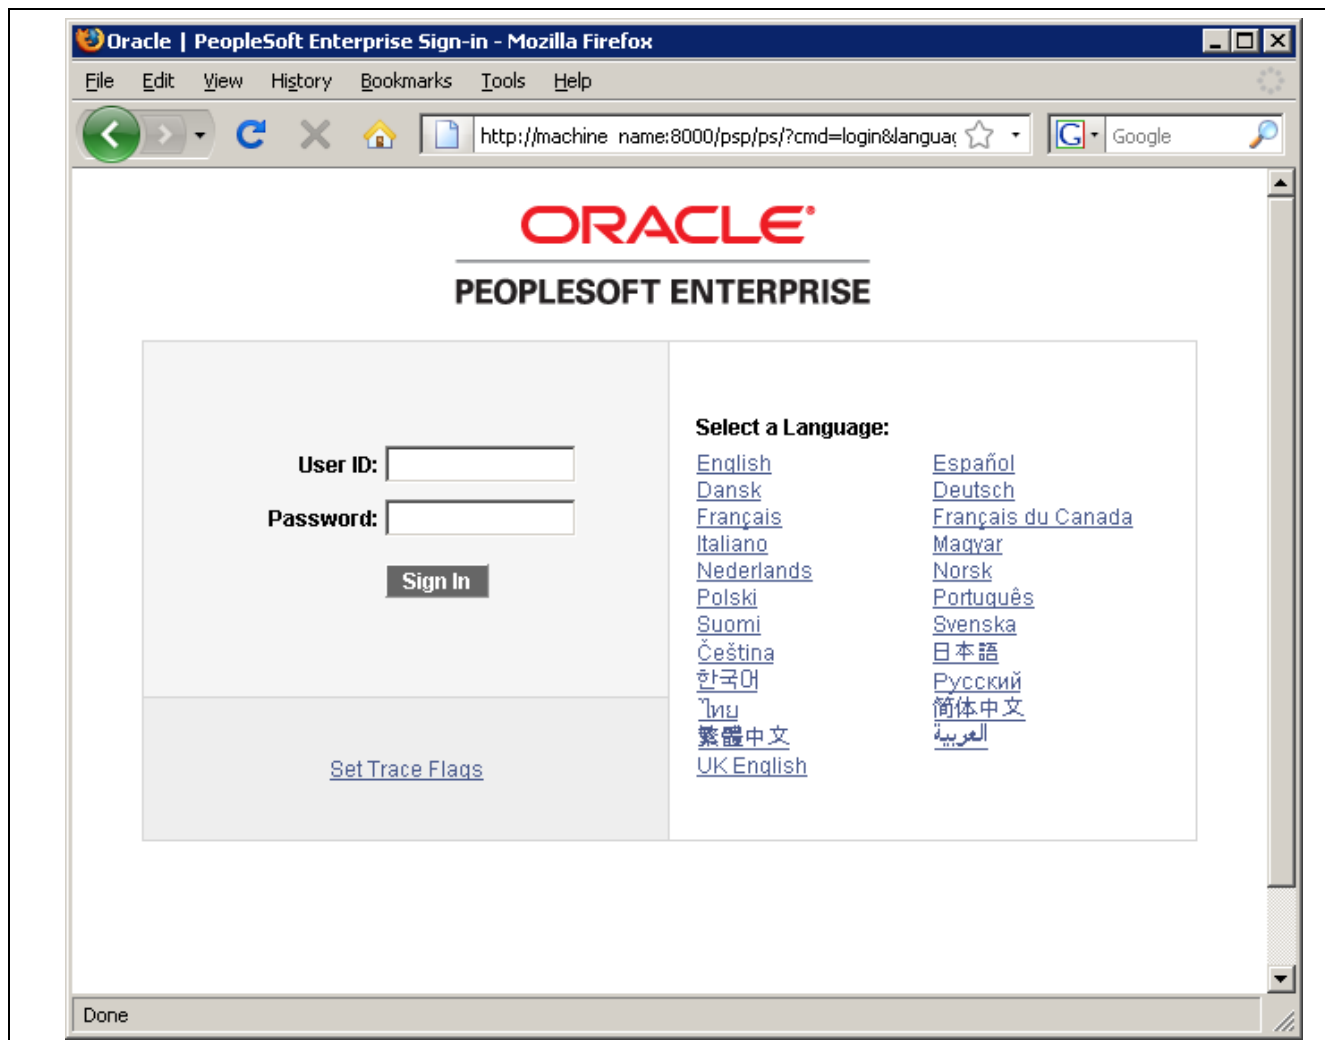 Oracle | PeopleSoft Enterprise Sign-in - Mozilla Firefox
File Edit View History Bookmarks Tools Help
http://machine name:8000/psp/ps/?cmd=login&languag
Google
ORACLE
PEOPLESOFT ENTERPRISE
User ID:
Password:
Sign In
Set Trace Flags
Select a Language:
English Español
Dansk Deutsch
Français Français du Canada
Italiano Magyar
Nederlands Norsk
Polski Português
Suomi Svenska
Čeština 日本語
한국어 Русский
ไทย 简体中文
繁體中文 العربية
UK English
Done